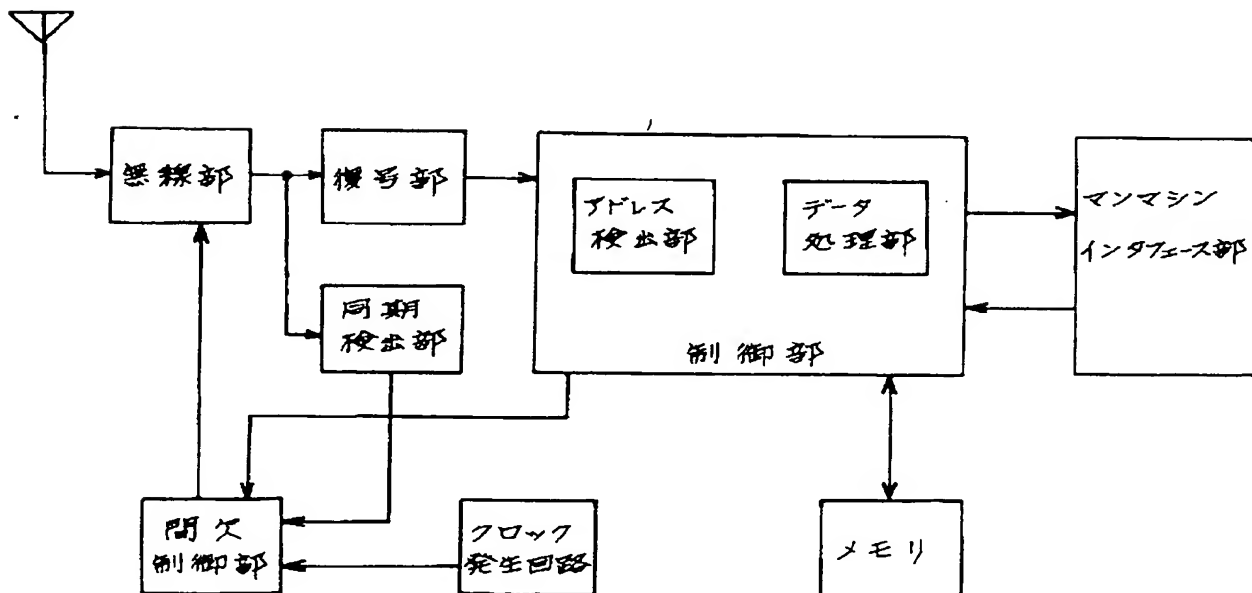 無線部
復号部
アドレス
検出部
データ
処理部
制御部
マンマシン
インタフェース部
同期
検出部
間欠
制御部
クロック
発生回路
メモリ